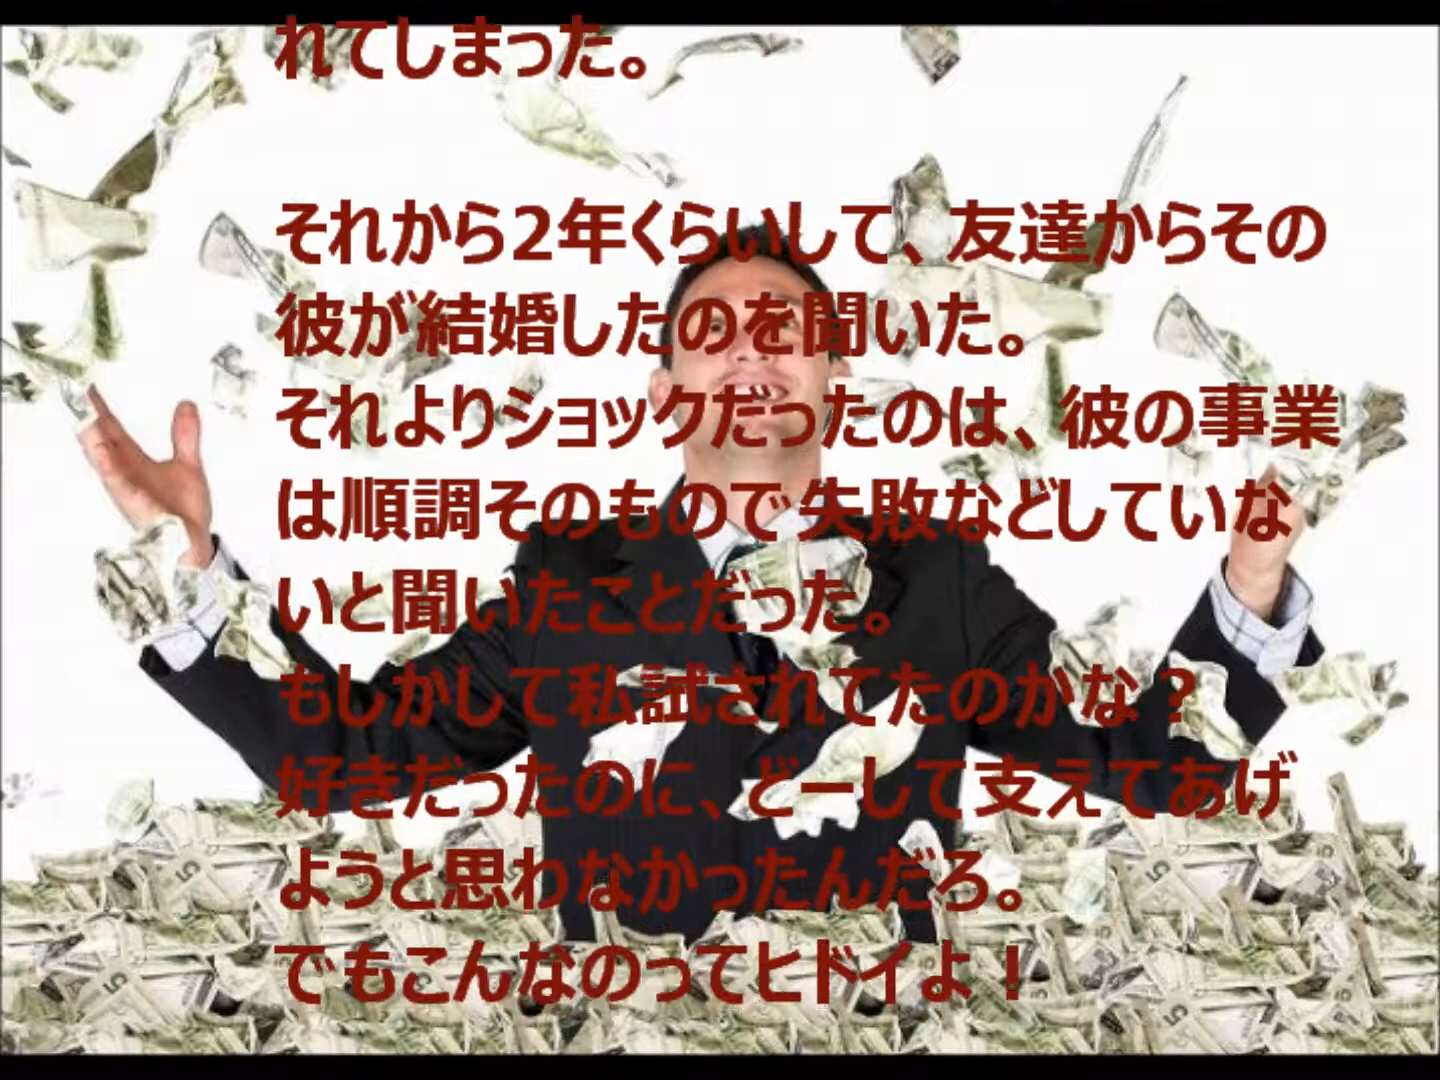 れてしまった。
それから2年くらいして、友達からその
彼が結婚したのを聞いた。
それよりショックだったのは、彼の事業
は順調そのもので失敗などしていな
いと聞いたことだった。
もしかして私試されてたのかな？
好きだったのに、どーして支えてあげ
ようと思わなかったんだろ。
でもこんなのってヒドイよ！